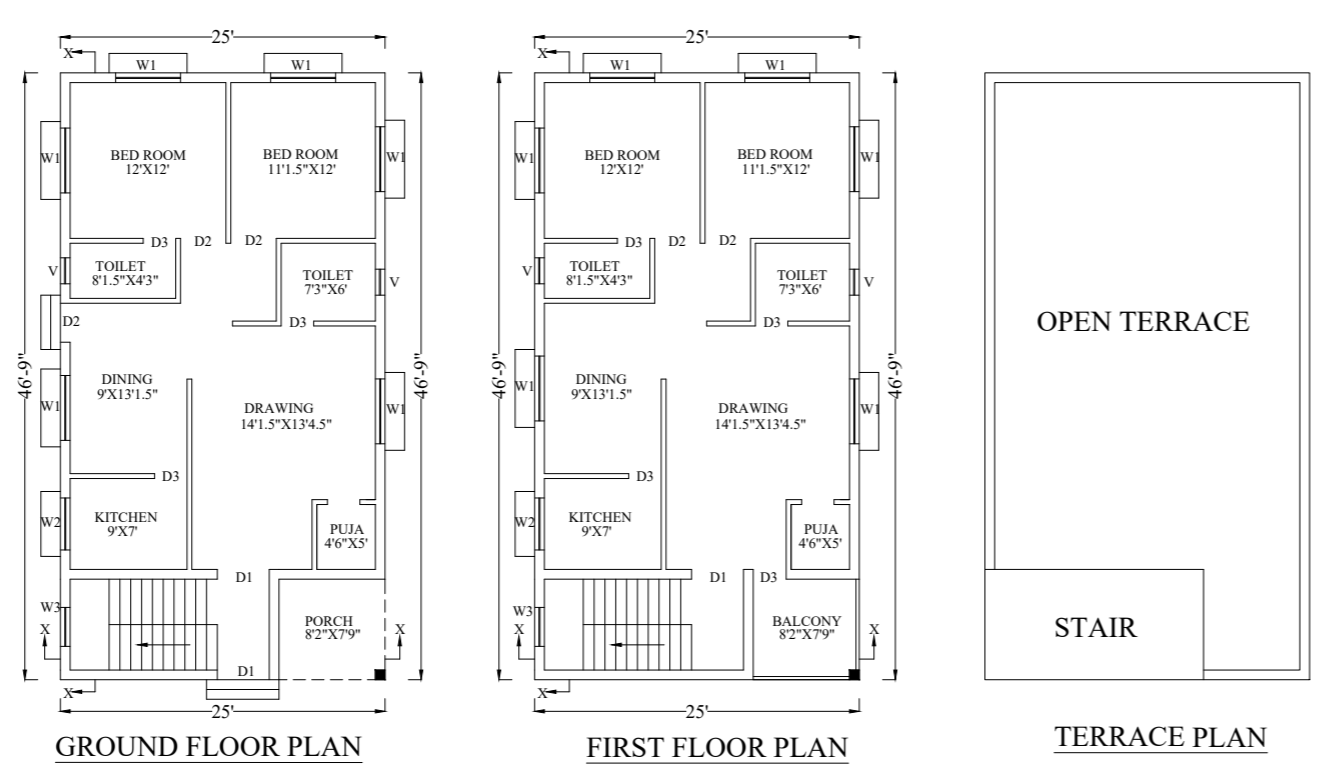 25'
X
W1
W1
W1
BED ROOM
12'X12'
BED ROOM
11'1.5"X12'
W1
D3
D2
D2
V
TOILET
8'1.5"X4'3"
TOILET
7'3"X6'
V
D2
D3
46'-9"
46'-9"
DINING
9'X13'1.5"
W1
DRAWING
14'1.5"X13'4.5"
W1
D3
W2
KITCHEN
9'X7'
PUJA
4'6"X5'
D1
W3
X
PORCH
8'2"X7'9"
X
D1
X
25'
GROUND FLOOR PLAN
25'
X
W1
W1
W1
BED ROOM
12'X12'
BED ROOM
11'1.5"X12'
W1
D3
D2
D2
V
TOILET
8'1.5"X4'3"
TOILET
7'3"X6'
V
D3
46'-9"
46'-9"
DINING
9'X13'1.5"
W1
DRAWING
14'1.5"X13'4.5"
W1
D3
W2
KITCHEN
9'X7'
PUJA
4'6"X5'
D1
D3
W3
X
BALCONY
8'2"X7'9"
X
X
25'
FIRST FLOOR PLAN
OPEN TERRACE
STAIR
TERRACE PLAN